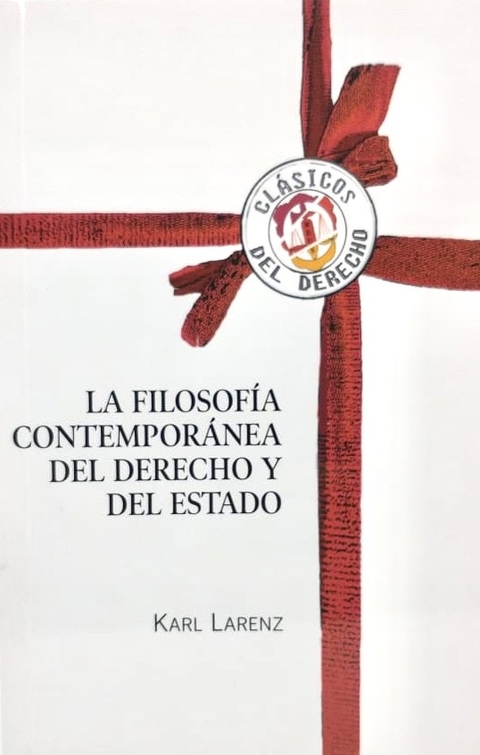 CLÁSICOS
DEL DERECHO
LA FILOSOFÍA
CONTEMPORÁNEA
DEL DERECHO Y
DEL ESTADO
KARL LARENZ